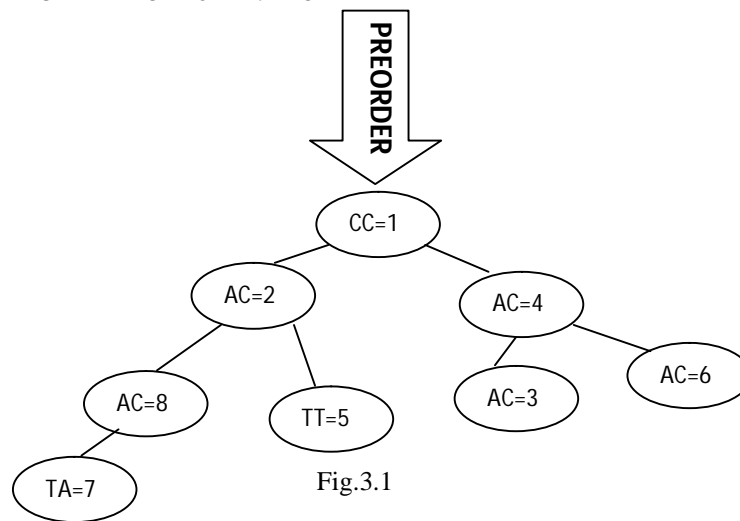 PREORDER
CC=1
AC=2
AC=4
AC=8
TT=5
AC=3
AC=6
TA=7
Fig.3.1